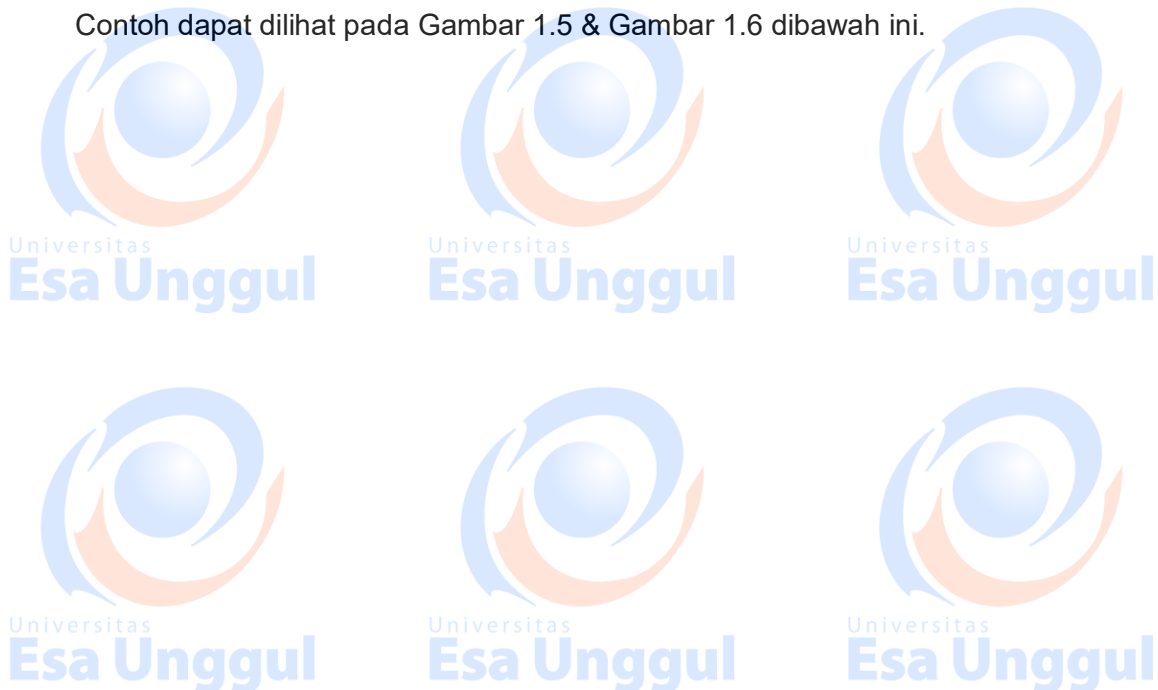 Contoh dapat dilihat pada Gambar 1.5 & Gambar 1.6 dibawah ini.
Universitas Universitas Universitas
Esa Unggul Esa Unggul Esa Unggul
Universitas Universitas Universitas
Esa Unggul Esa Unggul Esa Unggul